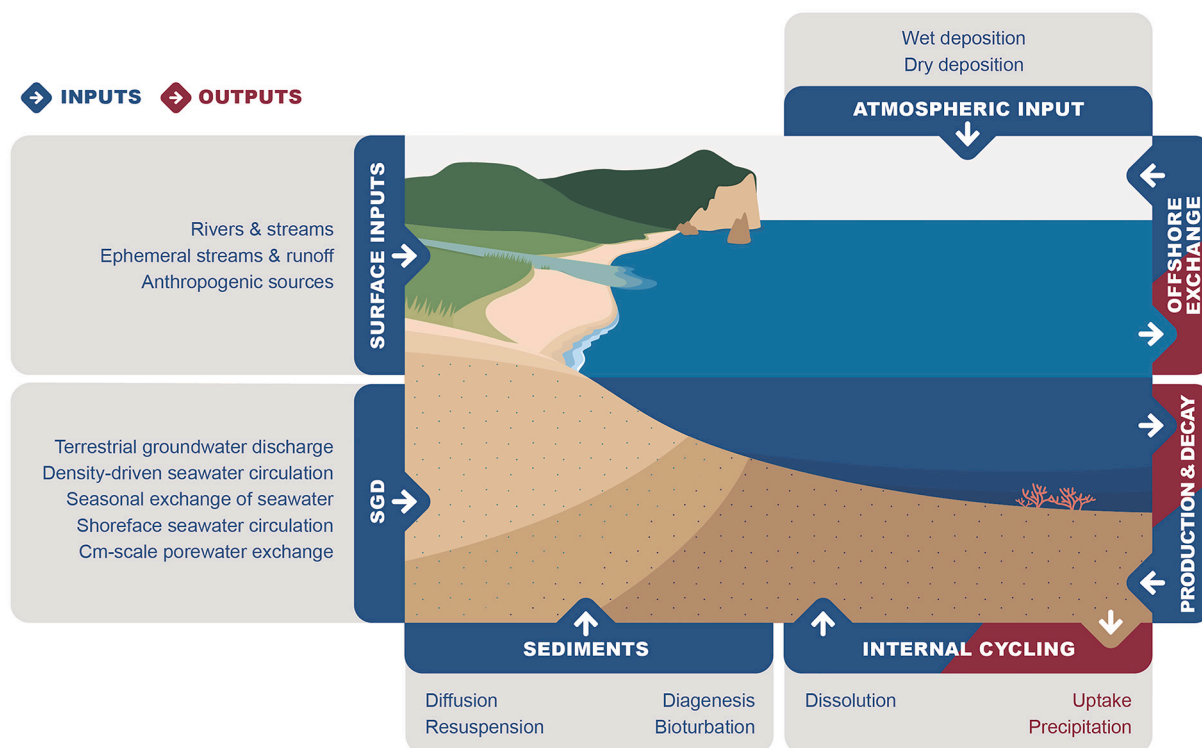 Wet deposition
Dry deposition
ATMOSPHERIC INPUT
INPUTS
OUTPUTS
Rivers & streams
Ephemeral streams & runoff
Anthropogenic sources
SURFACE INPUTS
OFFSHORE
EXCHANGE
Terrestrial groundwater discharge
Density-driven seawater circulation
Seasonal exchange of seawater
Shoreface seawater circulation
Cm-scale porewater exchange
SGD
PRODUCTION & DECAY
SEDIMENTS
Diffusion
Resuspension
Diagenesis
Bioturbation
INTERNAL CYCLING
Dissolution
Uptake
Precipitation